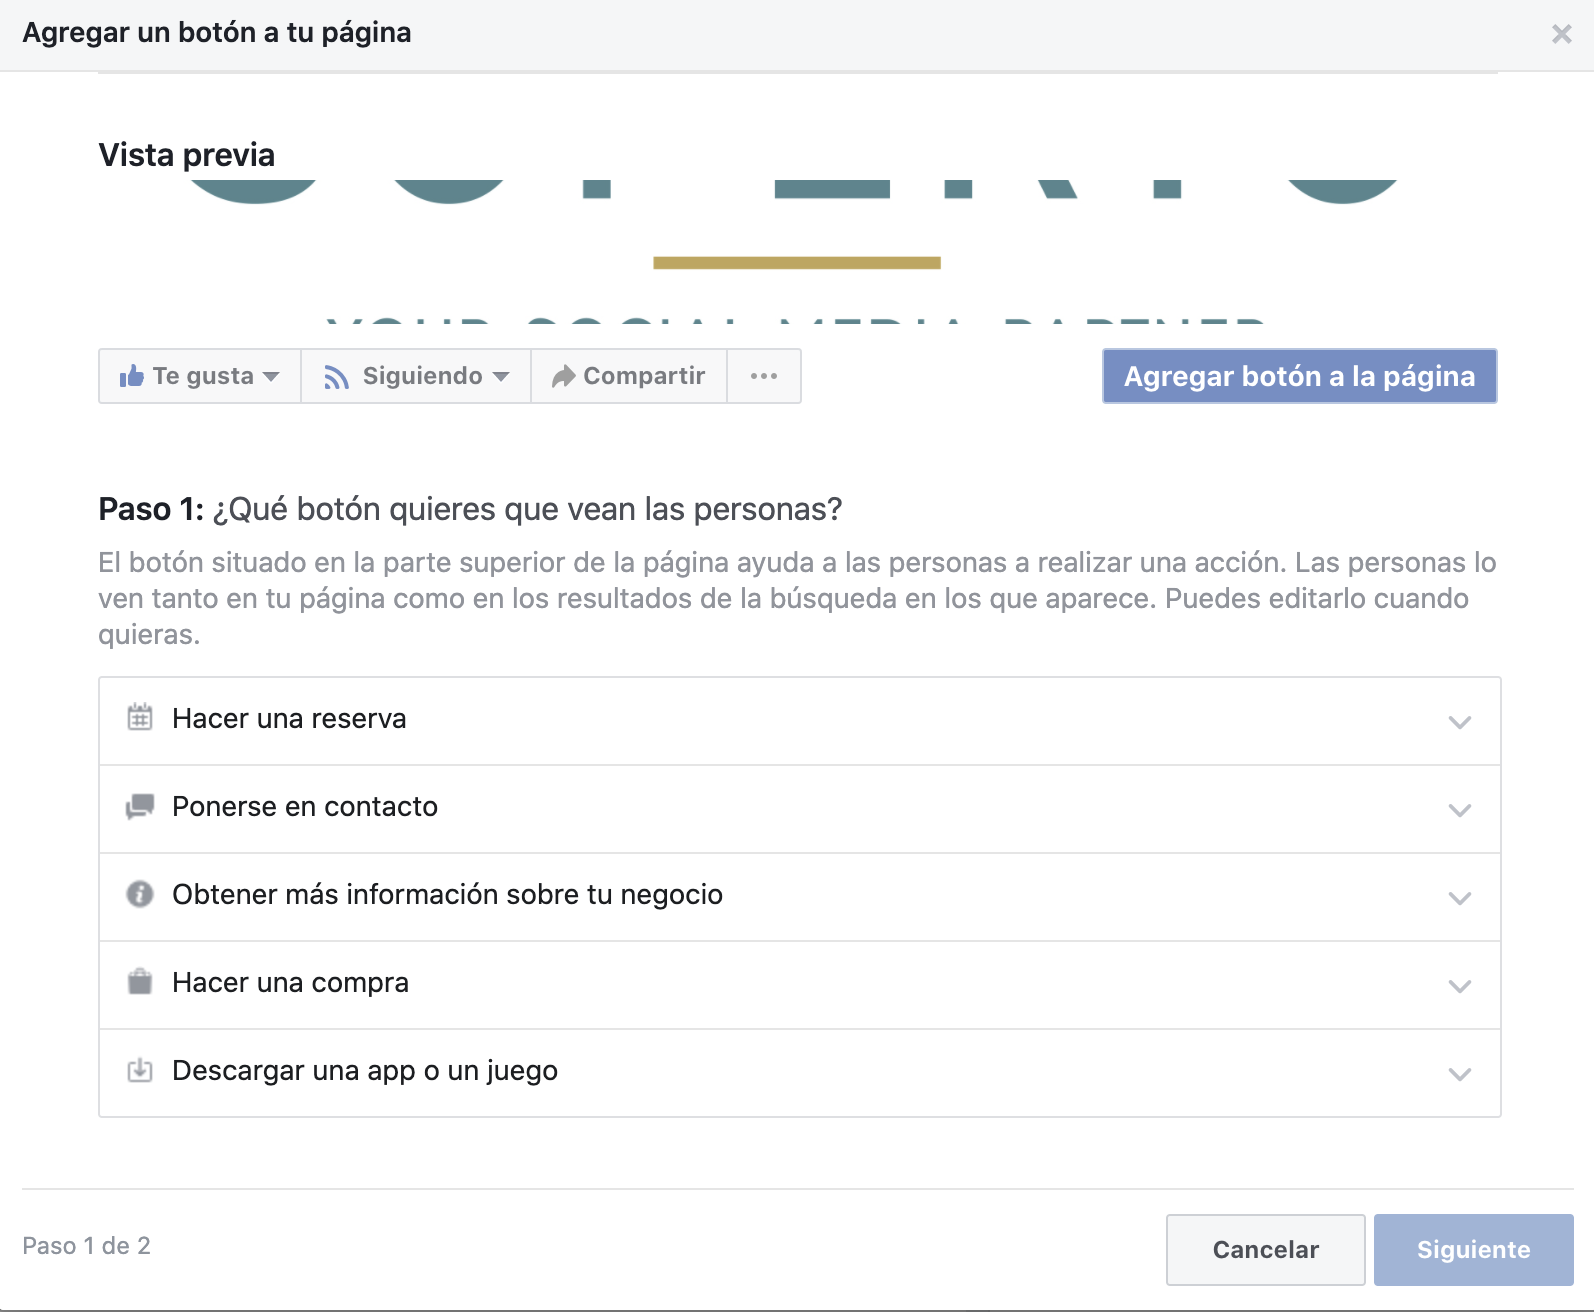 Agregar un botón a tu página
Vista previa
YOUR SOCIAL MEDIA PARTNER
Te gusta
Siguiendo
Compartir
Agregar botón a la página
Paso 1: ¿Qué botón quieres que vean las personas?
El botón situado en la parte superior de la página ayuda a las personas a realizar una acción. Las personas lo
ven tanto en tu página como en los resultados de la búsqueda en los que aparece. Puedes editarlo cuando
quieras.
Hacer una reserva
Ponerse en contacto
Obtener más información sobre tu negocio
Hacer una compra
Descargar una app o un juego
Paso 1 de 2
Cancelar
Siguiente